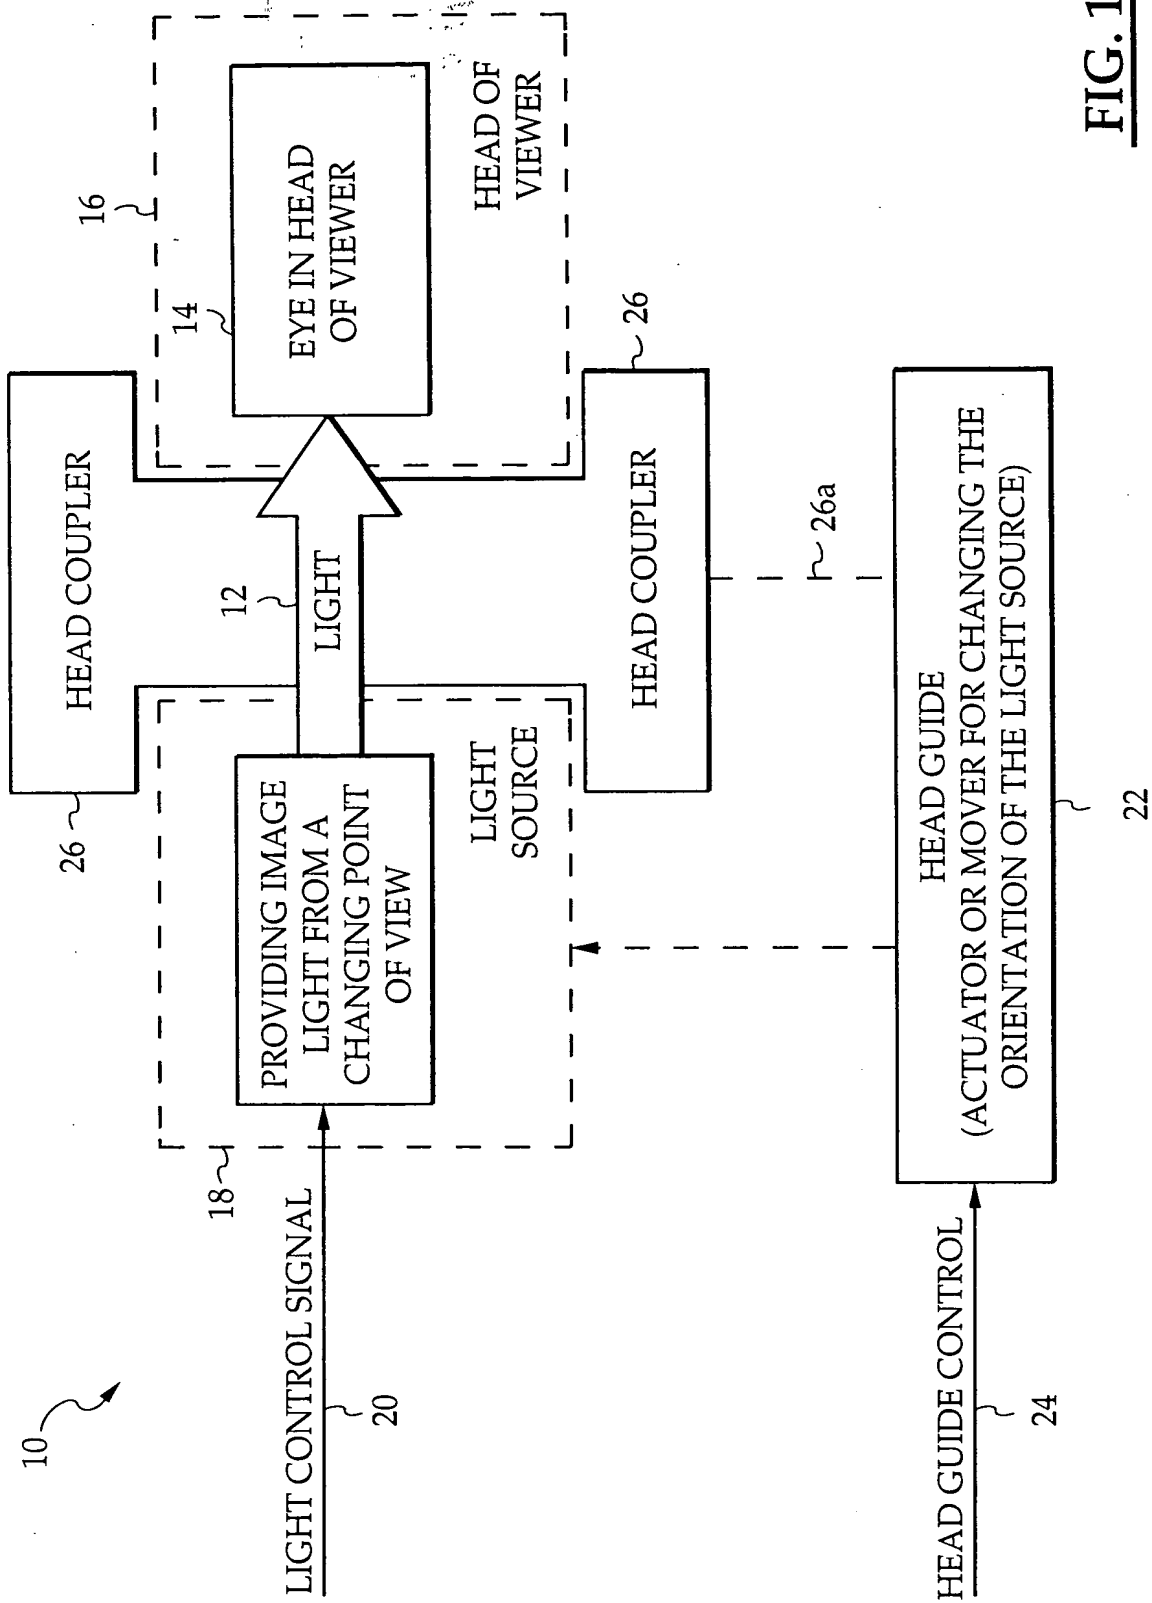 10
LIGHT CONTROL SIGNAL
20
18
PROVIDING IMAGE
LIGHT FROM A
CHANGING POINT
OF VIEW
LIGHT
SOURCE
26
HEAD COUPLER
12
LIGHT
HEAD COUPLER
26
14
EYE IN HEAD
OF VIEWER
16
HEAD OF
VIEWER
26a
HEAD GUIDE CONTROL
24
HEAD GUIDE
(ACTUATOR OR MOVER FOR CHANGING THE
ORIENTATION OF THE LIGHT SOURCE)
22
FIG. 1